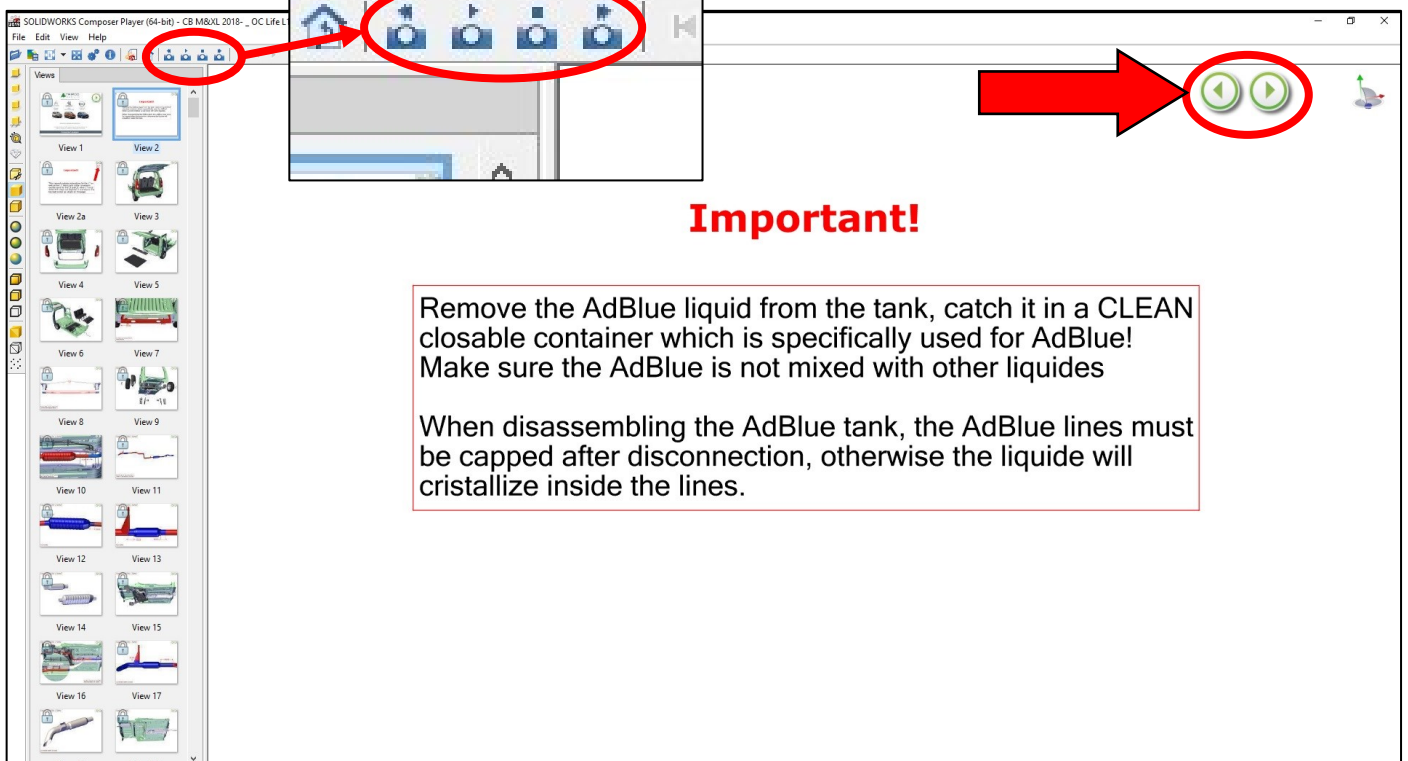 SOLIDWORKS Composer Player (64-bit) - CB M&XL 2018- _ OC Life L1
File Edit View Help
Views
View 1 View 2
View 2a View 3
View 4 View 5
View 6 View 7
View 8 View 9
View 10 View 11
View 12 View 13
View 14 View 15
View 16 View 17
Important!
Remove the AdBlue liquid from the tank, catch it in a CLEAN
closable container which is specifically used for AdBlue!
Make sure the AdBlue is not mixed with other liquides
When disassembling the AdBlue tank, the AdBlue lines must
be capped after disconnection, otherwise the liquide will
cristallize inside the lines.